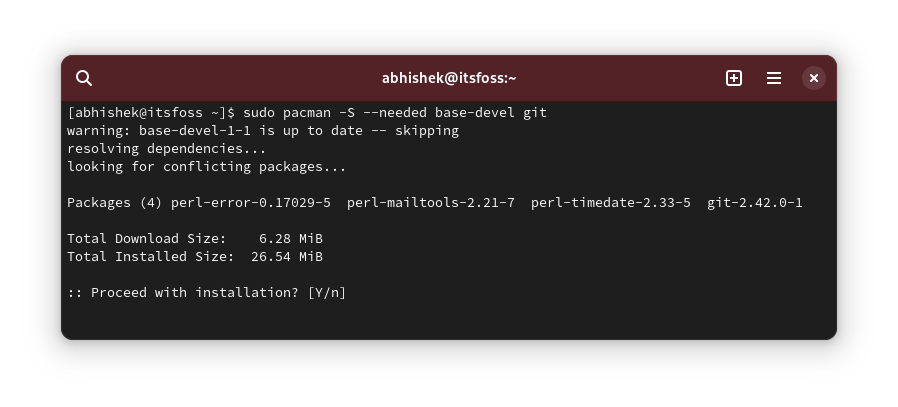 abhishek@itsfoss:~
[abhishek@itsfoss ~]$ sudo pacman -S --needed base-devel git
warning: base-devel-1-1 is up to date -- skipping
resolving dependencies...
looking for conflicting packages...
Packages (4) perl-error-0.17029-5  perl-mailtools-2.21-7  perl-timedate-2.33-5  git-2.42.0-1
Total Download Size:    6.28 MiB
Total Installed Size:  26.54 MiB
:: Proceed with installation? [Y/n]